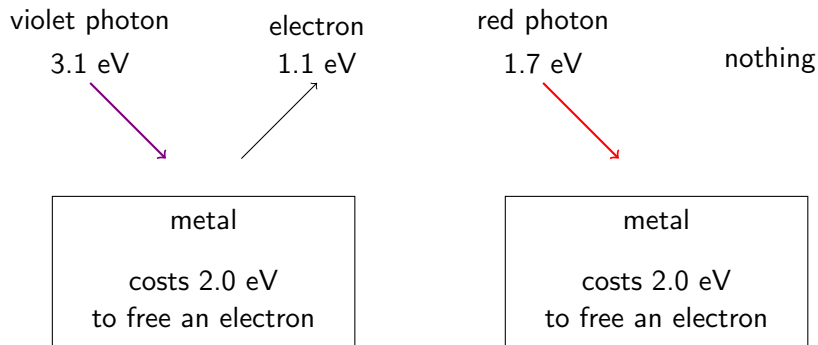 violet photon
3.1 eV
electron
1.1 eV
metal
costs 2.0 eV
to free an electron
red photon
1.7 eV
nothing
metal
costs 2.0 eV
to free an electron